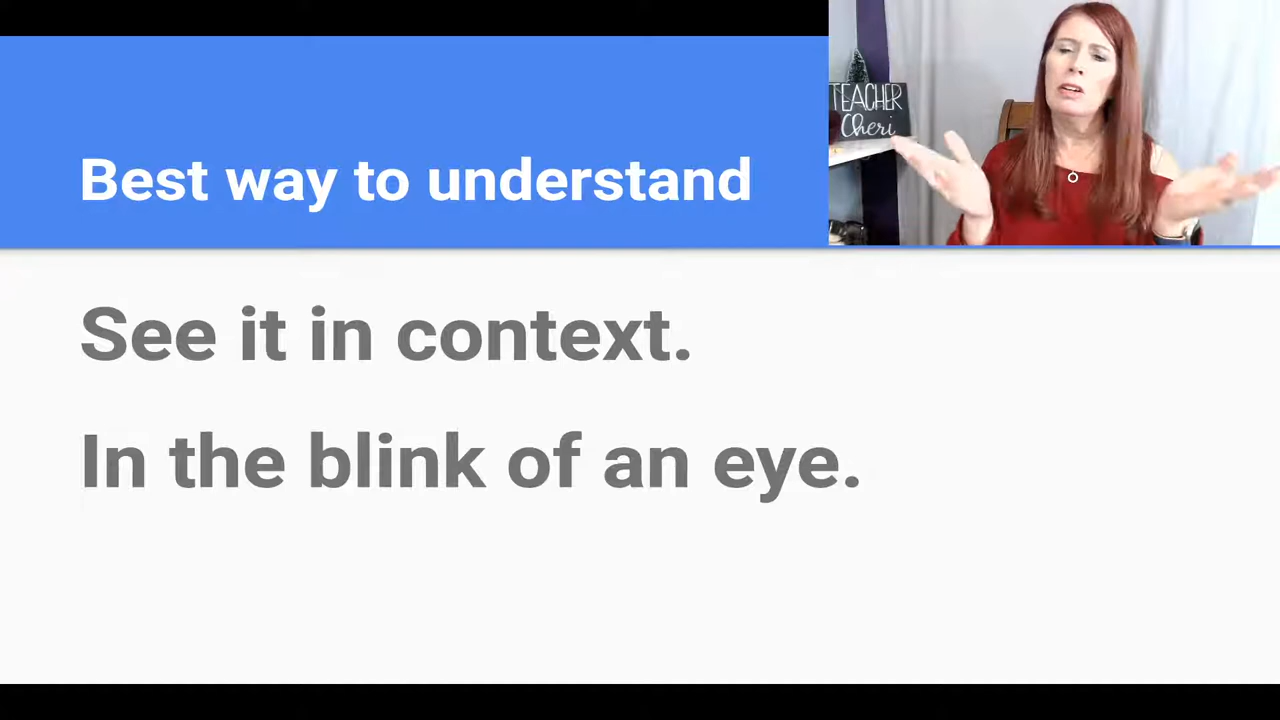 Best way to understand
TEACHER
Cheri
See it in context.
In the blink of an eye.